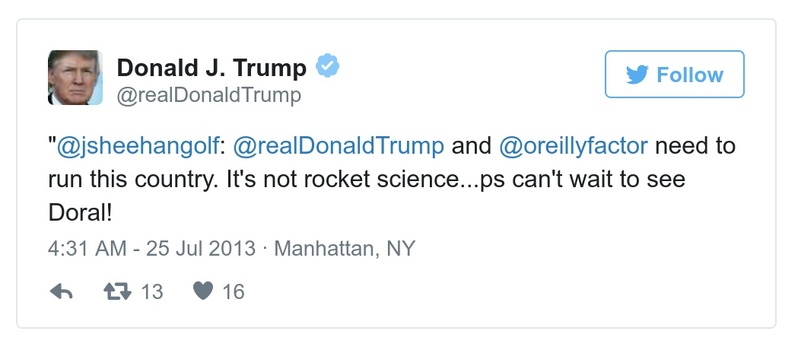 Donald J. Trump
@realDonaldTrump
Follow
"@jsheehangolf: @realDonaldTrump and @oreillyfactor need to
run this country. It's not rocket science...ps can't wait to see
Doral!
4:31 AM - 25 Jul 2013 · Manhattan, NY
13 16